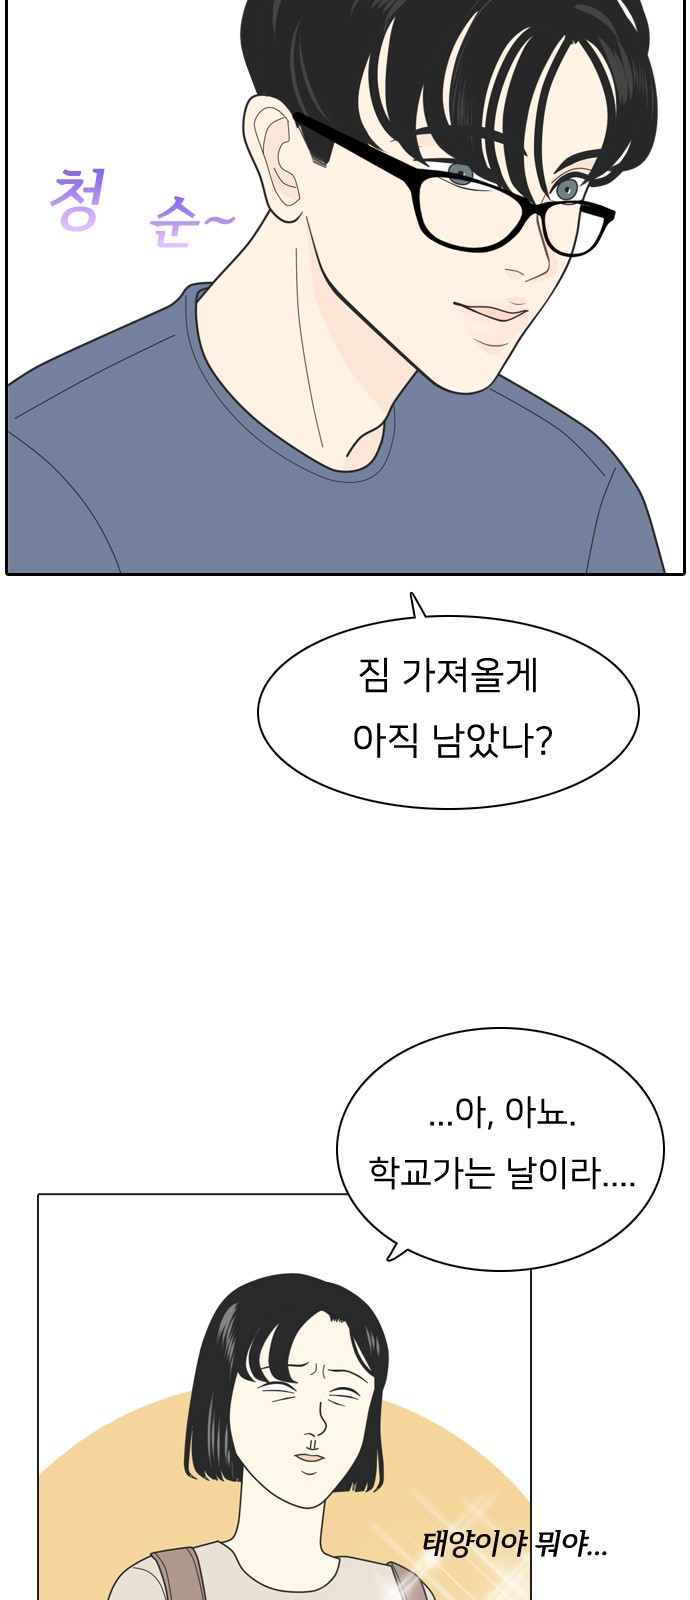 청 순~
짐 가져올게
아직 남았나?
...아, 아뇨.
학교가는 날이라....
태양이야 뭐야...